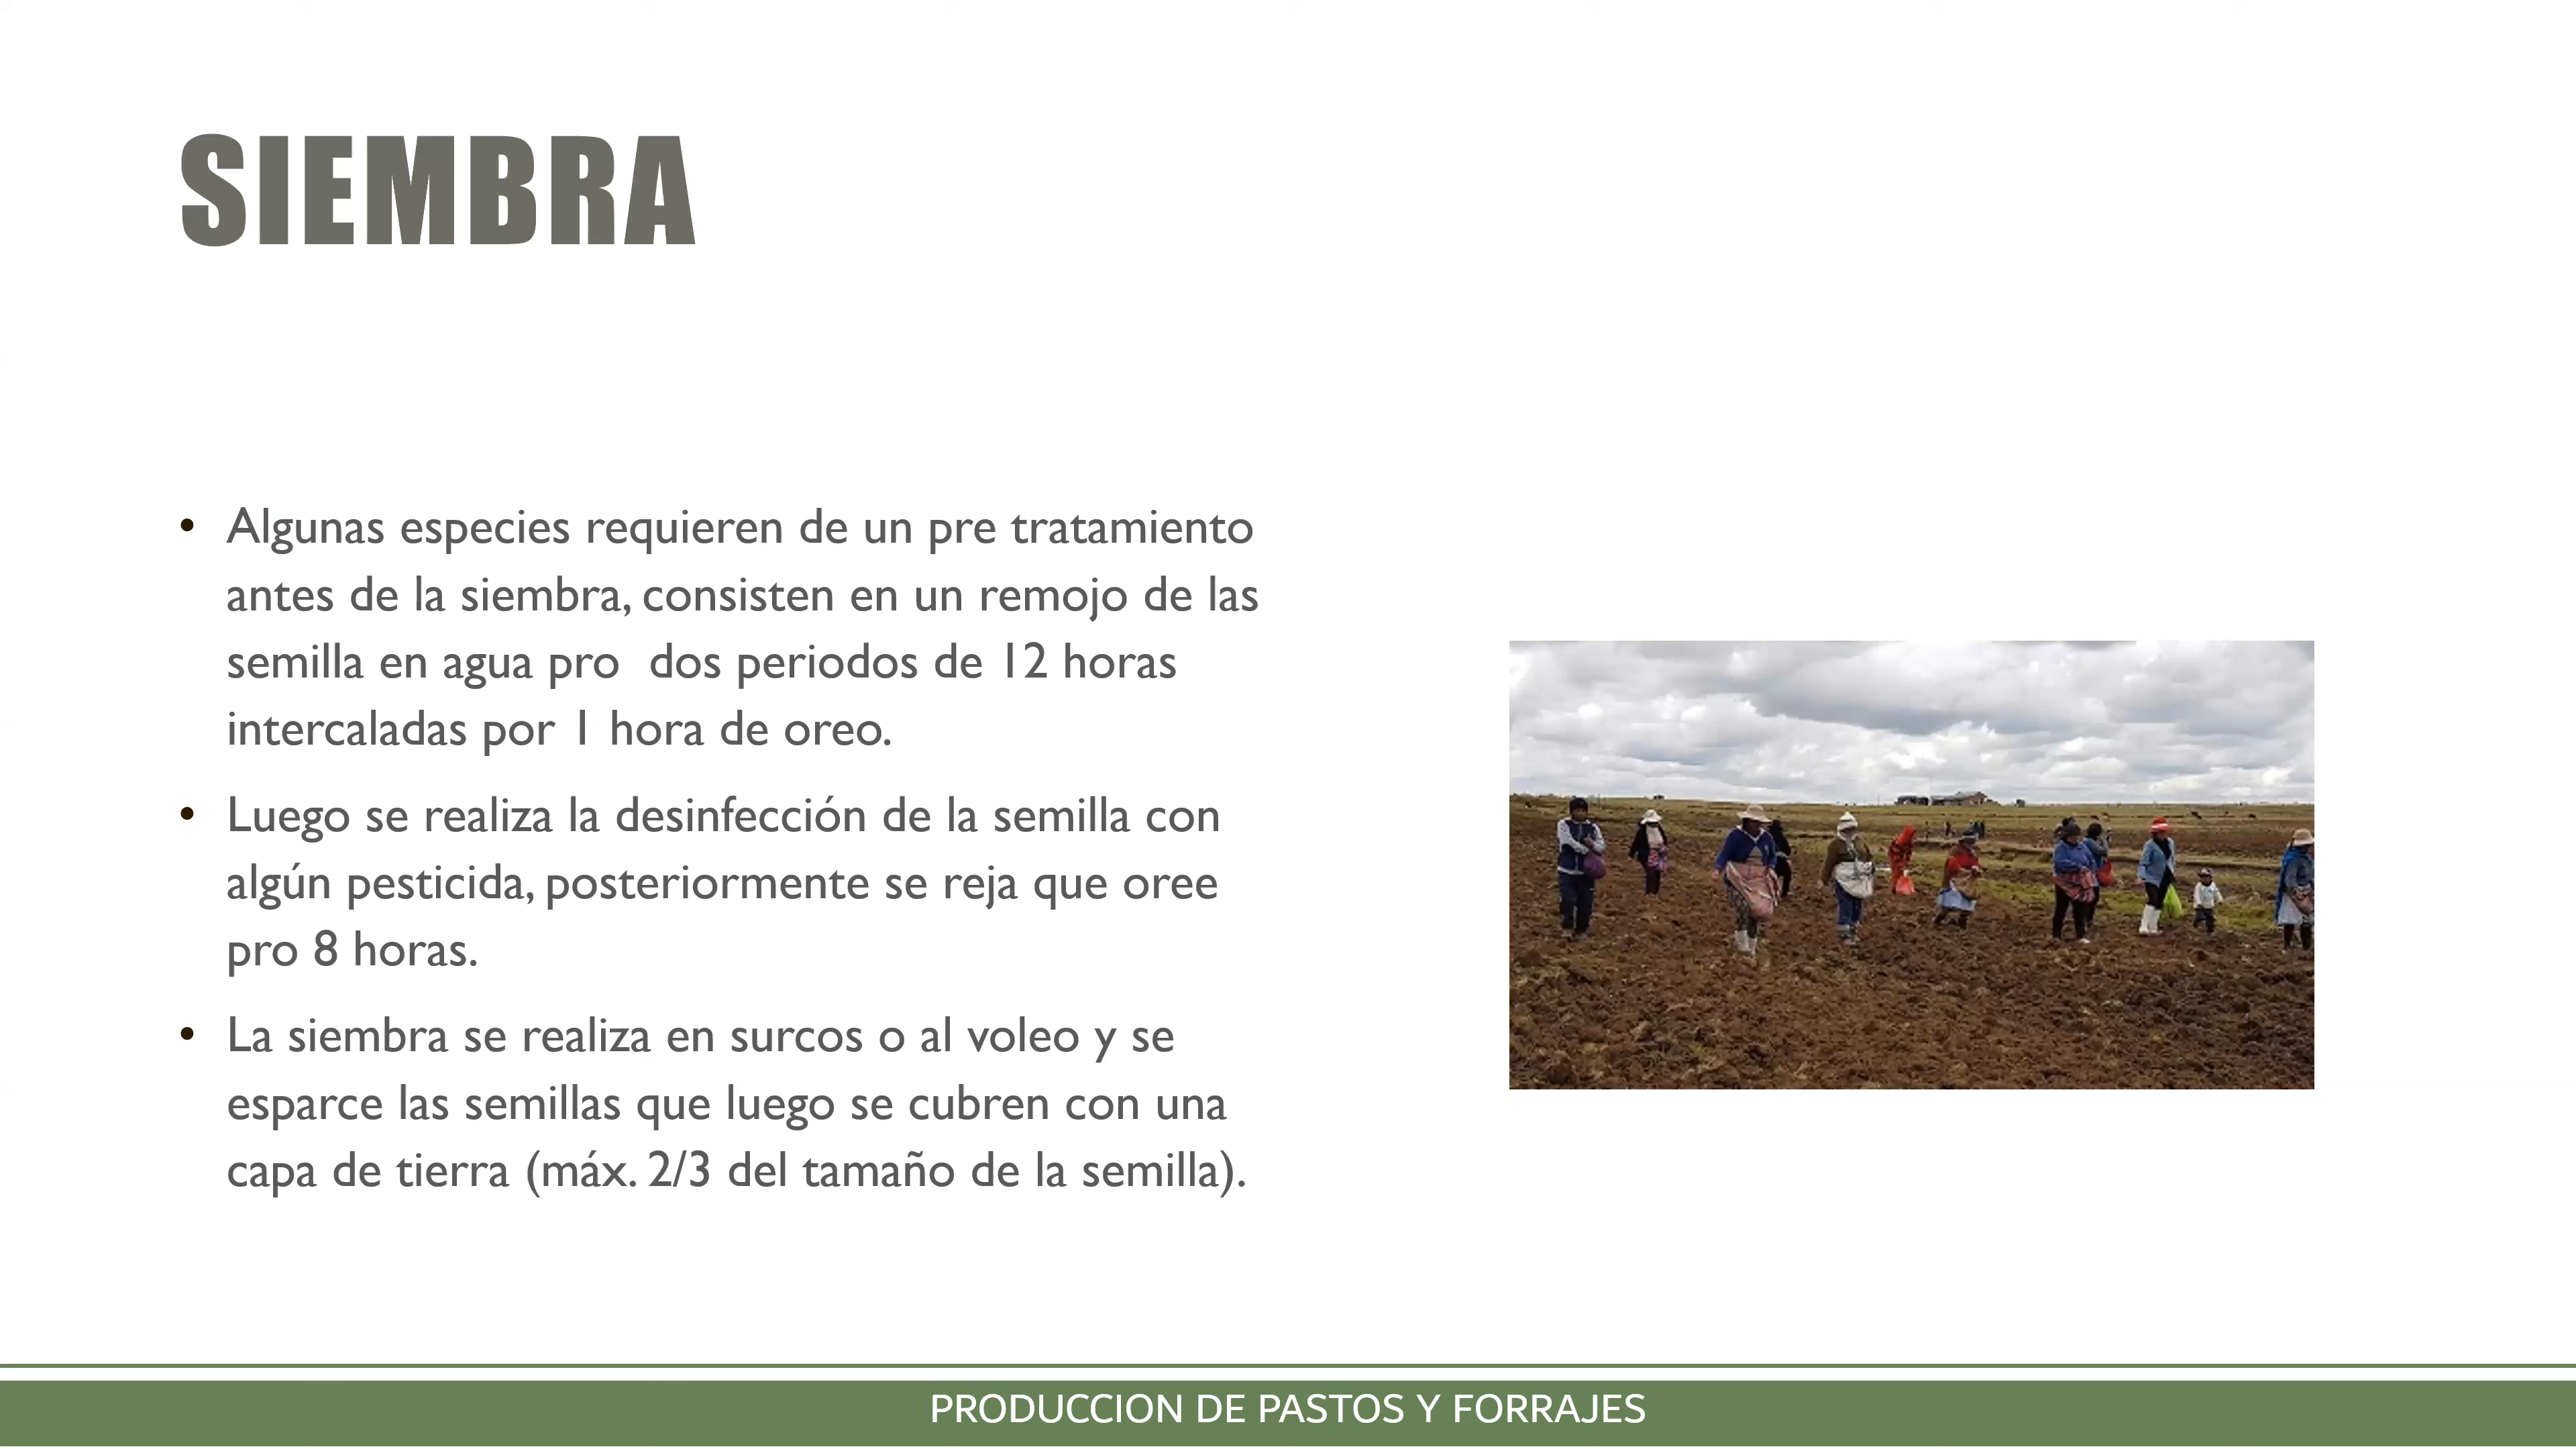 SIEMBRA
• Algunas especies requieren de un pre tratamiento
antes de la siembra, consisten en un remojo de las
semilla en agua pro  dos periodos de 12 horas
intercaladas por 1 hora de oreo.
• Luego se realiza la desinfección de la semilla con
algún pesticida, posteriormente se reja que oree
pro 8 horas.
• La siembra se realiza en surcos o al voleo y se
esparce las semillas que luego se cubren con una
capa de tierra (máx. 2/3 del tamaño de la semilla).
PRODUCCION DE PASTOS Y FORRAJES